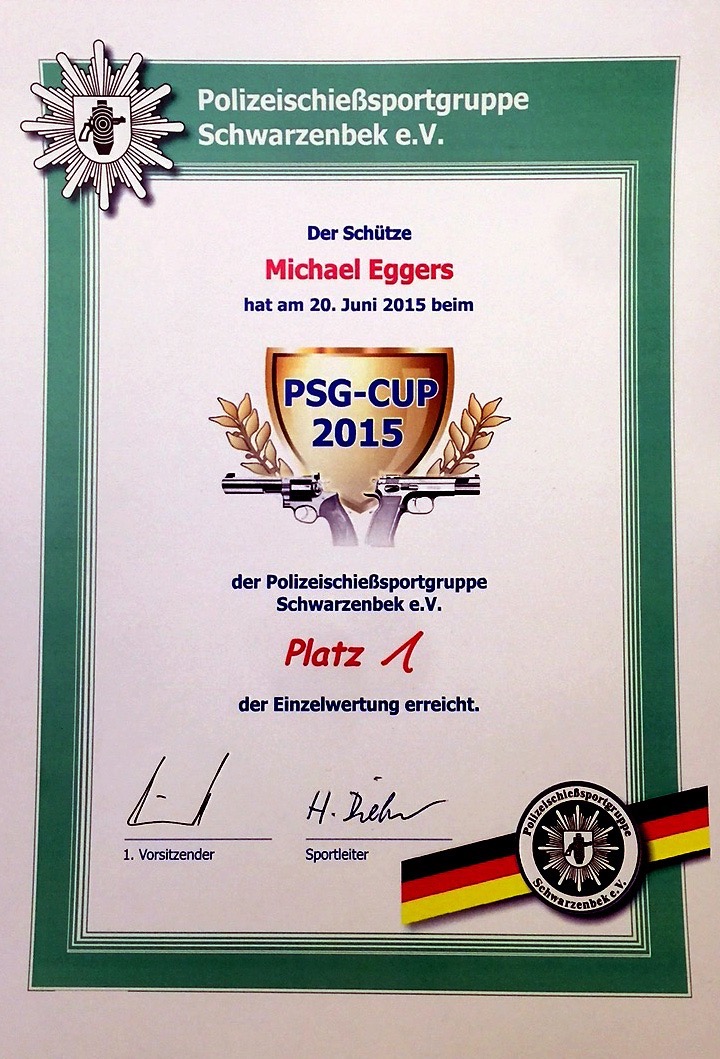 Polizeischießsportgruppe
Schwarzenbek e.V.
Der Schütze
Michael Eggers
hat am 20. Juni 2015 beim
PSG-CUP
2015
der Polizeischießsportgruppe
Schwarzenbek e.V.
Platz 1
der Einzelwertung erreicht.
1. Vorsitzender
Sportleiter
Polizeischießsportgruppe
Schwarzenbek e.V.